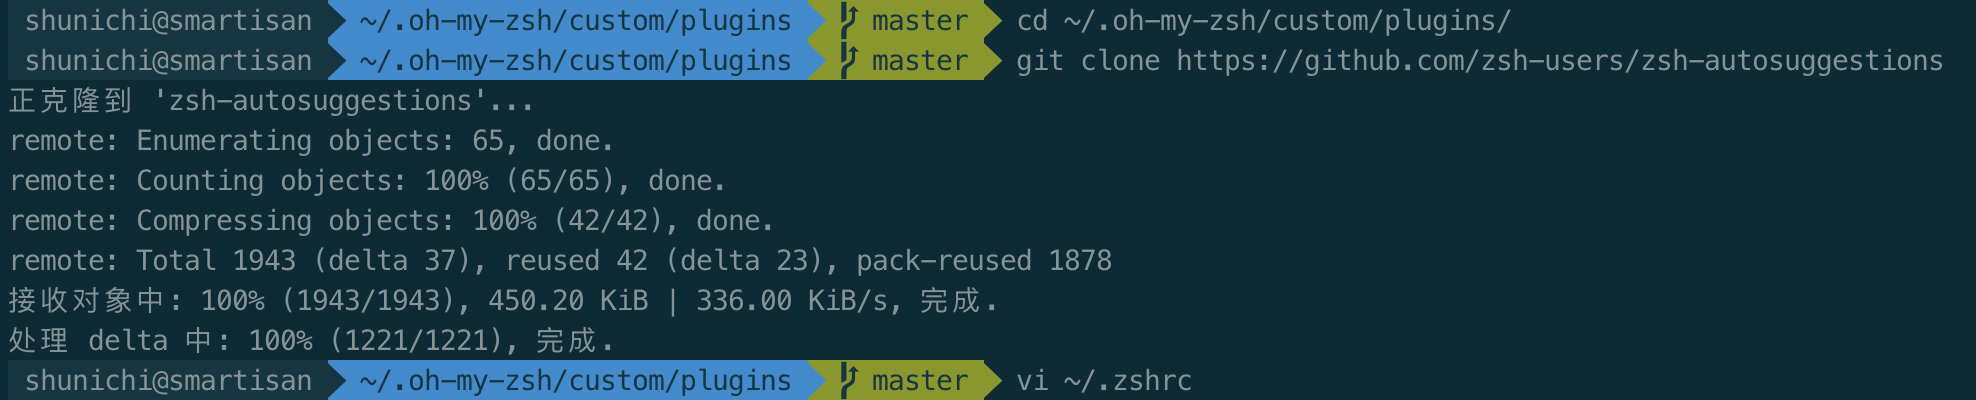 shunichi@smartisan ~/.oh-my-zsh/custom/plugins master cd ~/.oh-my-zsh/custom/plugins/
shunichi@smartisan ~/.oh-my-zsh/custom/plugins master git clone https://github.com/zsh-users/zsh-autosuggestions
正克隆到 'zsh-autosuggestions'...
remote: Enumerating objects: 65, done.
remote: Counting objects: 100% (65/65), done.
remote: Compressing objects: 100% (42/42), done.
remote: Total 1943 (delta 37), reused 42 (delta 23), pack-reused 1878
接收对象中: 100% (1943/1943), 450.20 KiB | 336.00 KiB/s, 完成.
处理 delta 中: 100% (1221/1221), 完成.
shunichi@smartisan ~/.oh-my-zsh/custom/plugins master vi ~/.zshrc